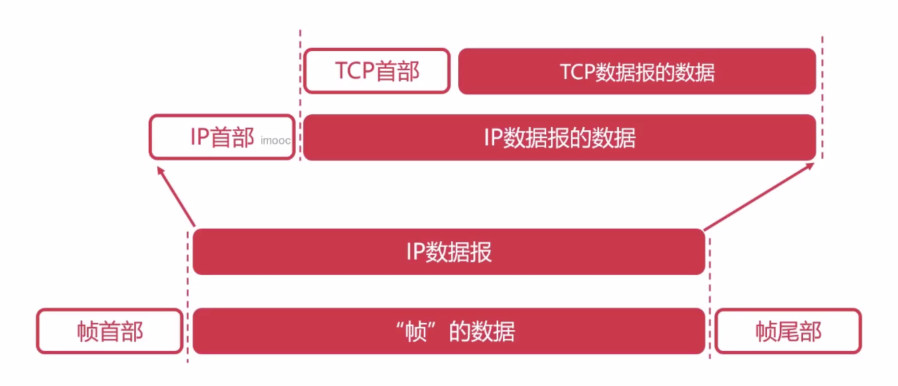 TCP首部 TCP数据报的数据
IP首部 imooc IP数据报的数据
IP数据报
帧首部 “帧”的数据 帧尾部